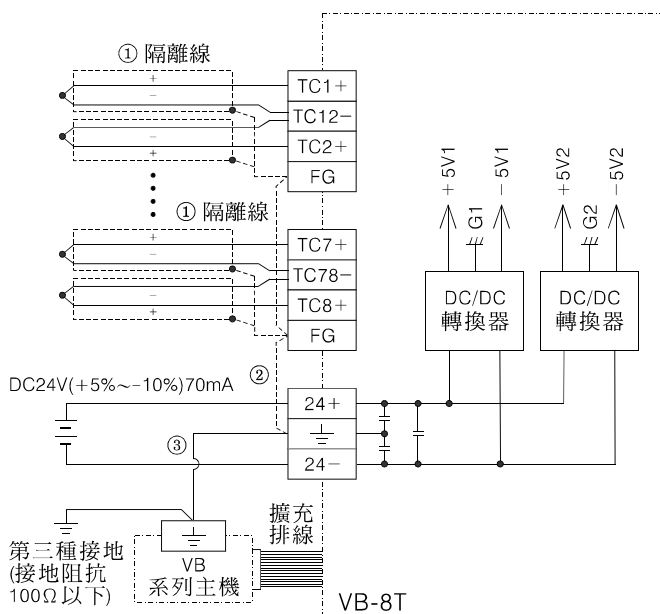 ① 隔離線
+
−
TC1+
TC12−
−
+
TC2+
FG
① 隔離線
+
−
TC7+
TC78−
−
+
TC8+
FG
+5V1
G1
−5V1
+5V2
G2
−5V2
DC/DC
轉換器
DC/DC
轉換器
②
DC24V(+5%～−10%)70mA
24+
③
24−
第三種接地
(接地阻抗
100Ω以下)
VB
系列主機
擴充
排線
VB-8T